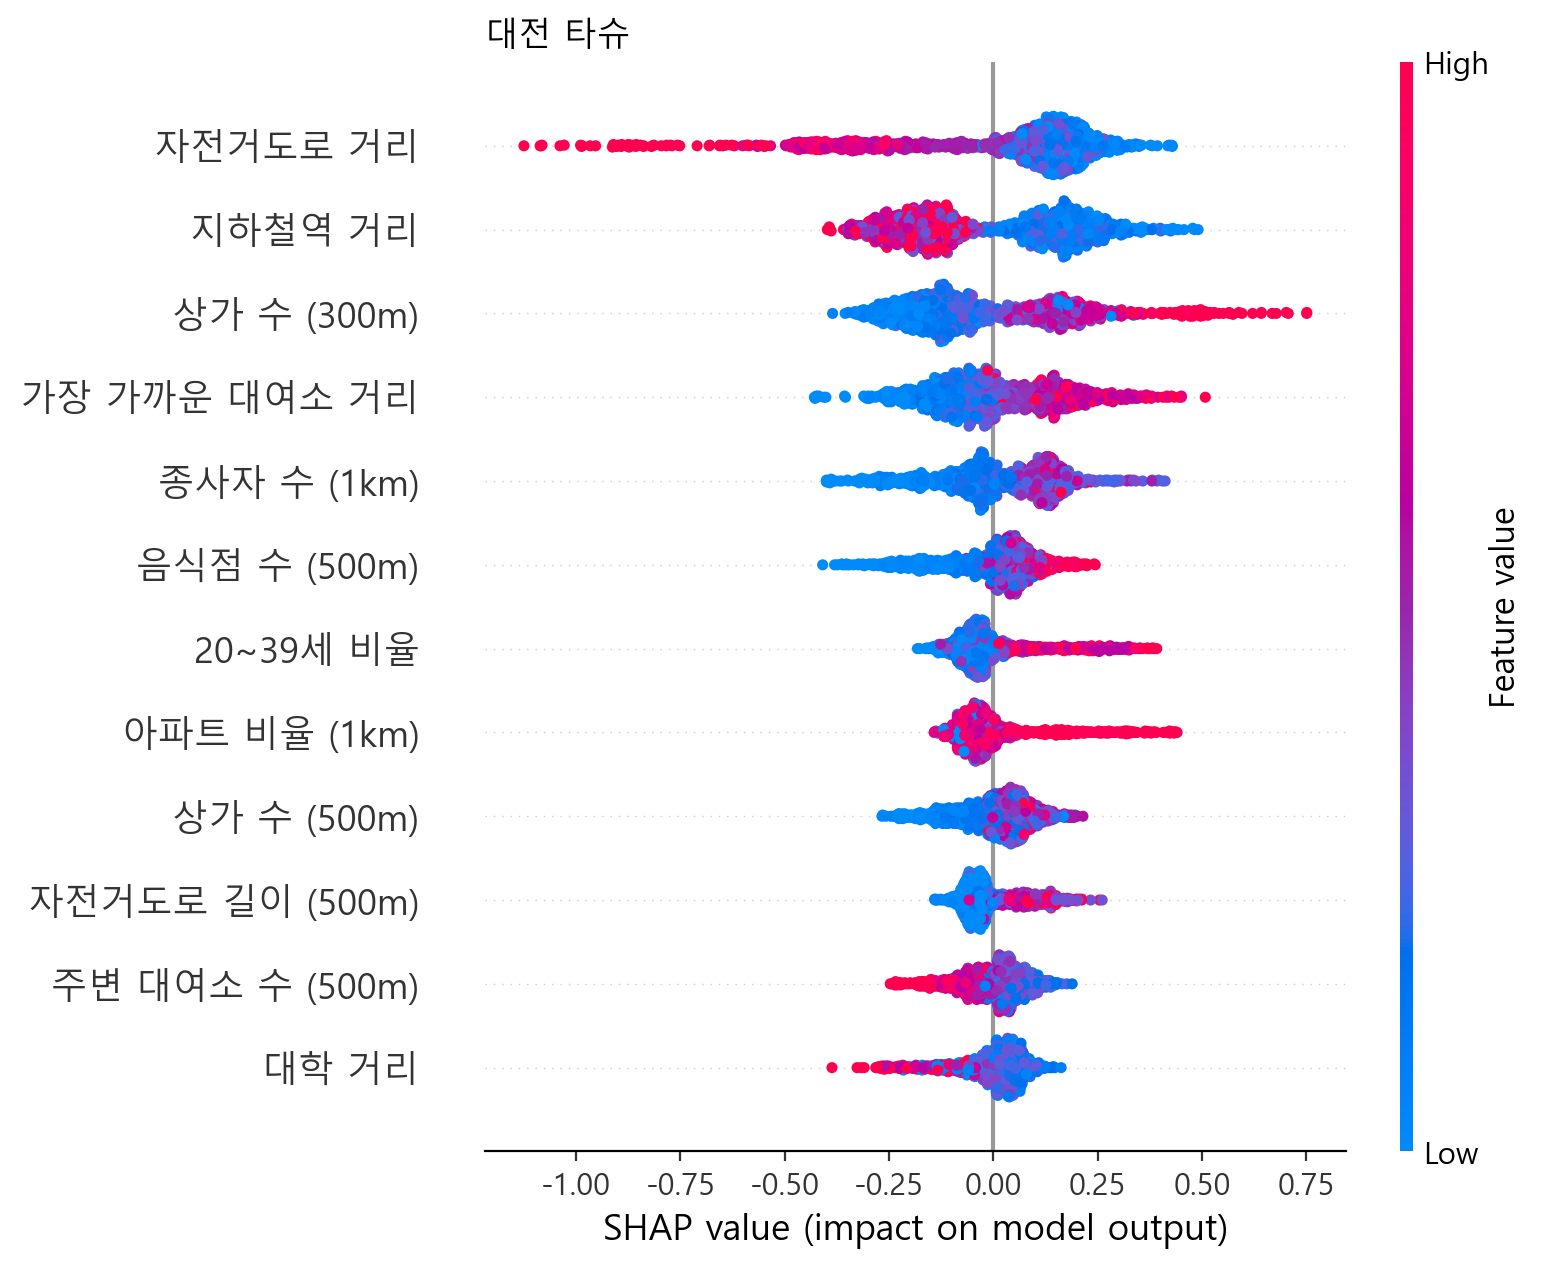 대전 타슈
High
자전거도로 거리
지하철역 거리
상가 수 (300m)
가장 가까운 대여소 거리
종사자 수 (1km)
음식점 수 (500m)
20~39세 비율
아파트 비율 (1km)
상가 수 (500m)
자전거도로 길이 (500m)
주변 대여소 수 (500m)
대학 거리
Feature value
Low
-1.00 -0.75 -0.50 -0.25 0.00 0.25 0.50 0.75
SHAP value (impact on model output)